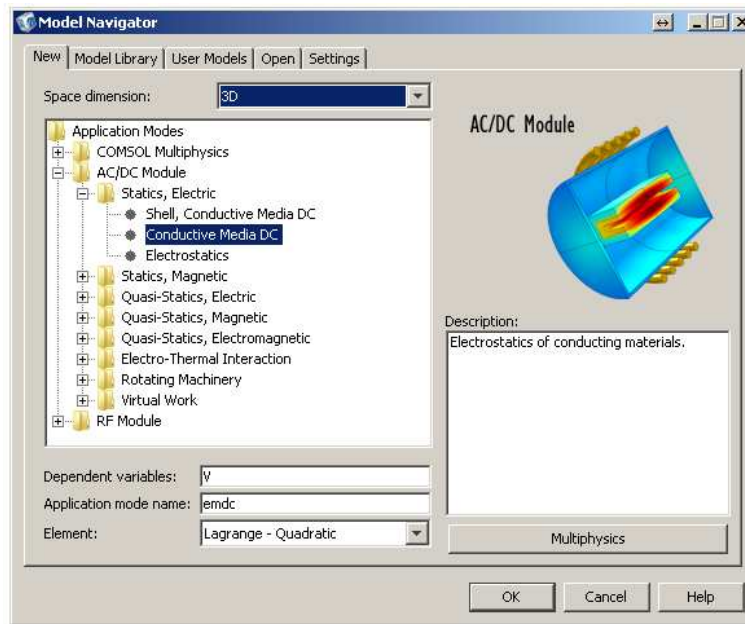 Model Navigator
New Model Library User Models Open Settings
Space dimension: 3D
Application Modes
COMSOL Multiphysics
AC/DC Module
Statics, Electric
Shell, Conductive Media DC
Conductive Media DC
Electrostatics
Statics, Magnetic
Quasi-Statics, Electric
Quasi-Statics, Magnetic
Quasi-Statics, Electromagnetic
Electro-Thermal Interaction
Rotating Machinery
Virtual Work
RF Module
Dependent variables: V
Application mode name: emdc
Element: Lagrange - Quadratic
AC/DC Module
Description:
Electrostatics of conducting materials.
Multiphysics
OK Cancel Help